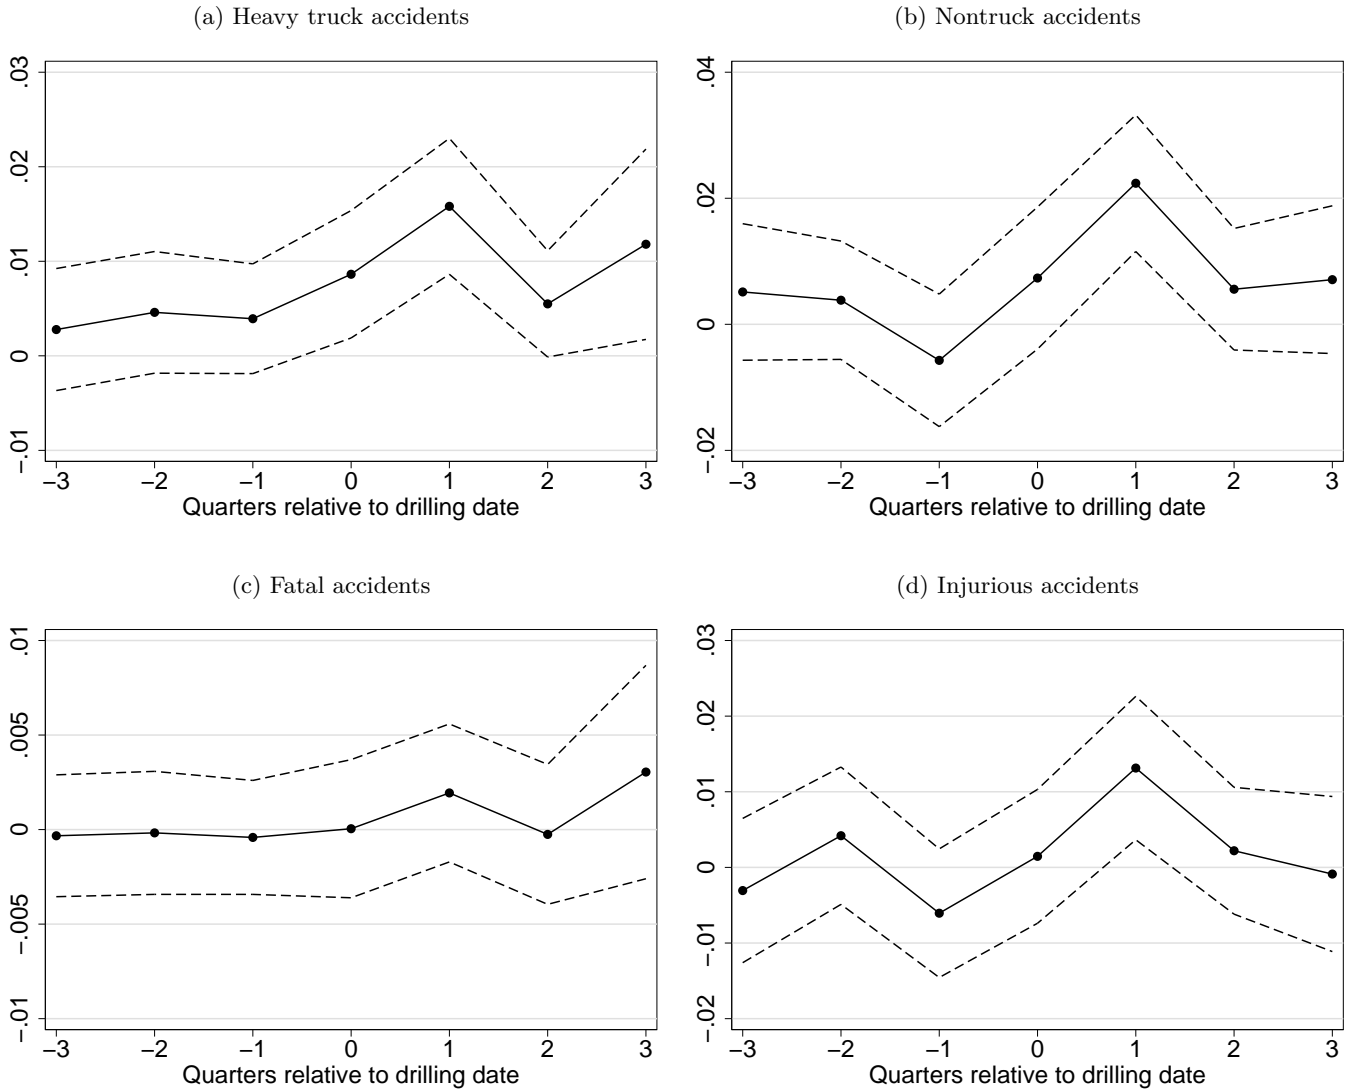 (a) Heavy truck accidents
.03
.02
.01
0
−.01
−3 −2 −1 0 1 2 3
Quarters relative to drilling date
(b) Nontruck accidents
.04
.02
0
−.02
−3 −2 −1 0 1 2 3
Quarters relative to drilling date
(c) Fatal accidents
.01
.005
0
−.005
−.01
−3 −2 −1 0 1 2 3
Quarters relative to drilling date
(d) Injurious accidents
.03
.02
.01
0
−.01
−.02
−3 −2 −1 0 1 2 3
Quarters relative to drilling date